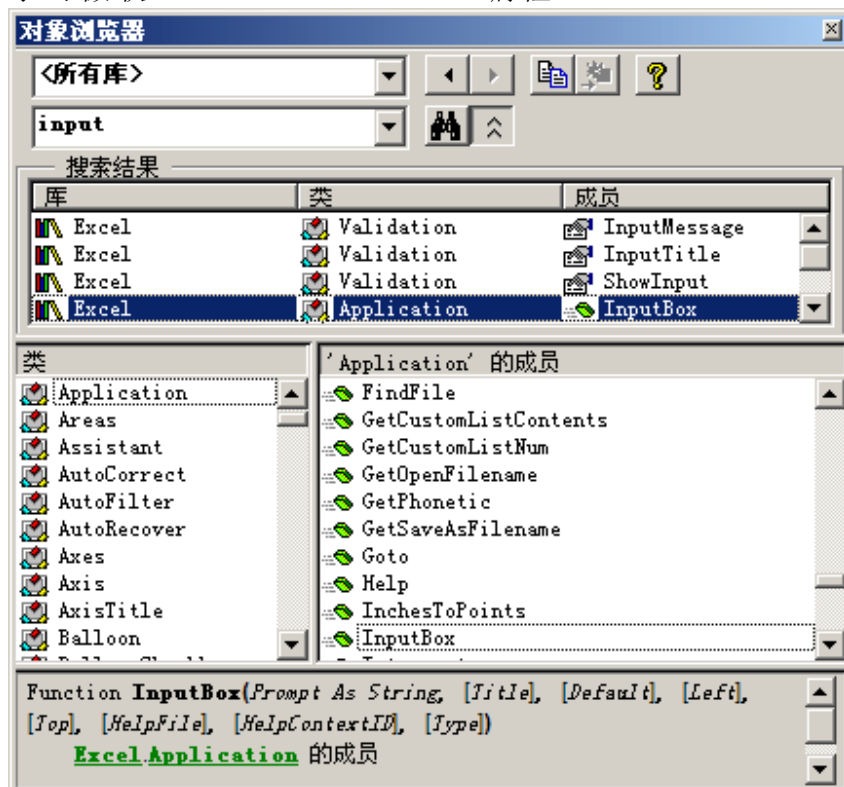 对象浏览器
<所有库>
input
搜索结果
库 类 成员
Excel Validation InputMessage
Excel Validation InputTitle
Excel Validation ShowInput
Excel Application InputBox
类 'Application' 的成员
Application FindFile
Areas GetCustomListContents
Assistant GetCustomListNum
AutoCorrect GetOpenFilename
AutoFilter GetPhonetic
AutoRecover GetSaveAsFilename
Axes Goto
Axis Help
AxisTitle InchesToPoints
Balloon InputBox
Function InputBox(Prompt As String, [Title], [Default], [Left],
[Top], [HelpFile], [HelpContextID], [Type])
Excel.Application 的成员